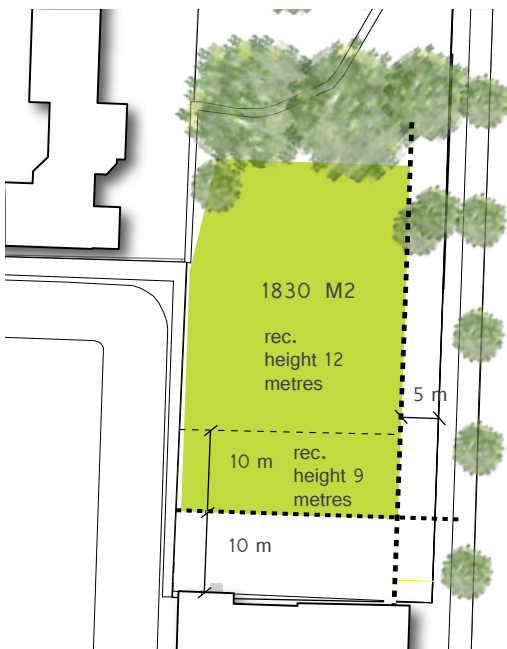 1830 M2
rec.
height 12
metres
5 m
10 m
rec.
height 9
metres
10 m